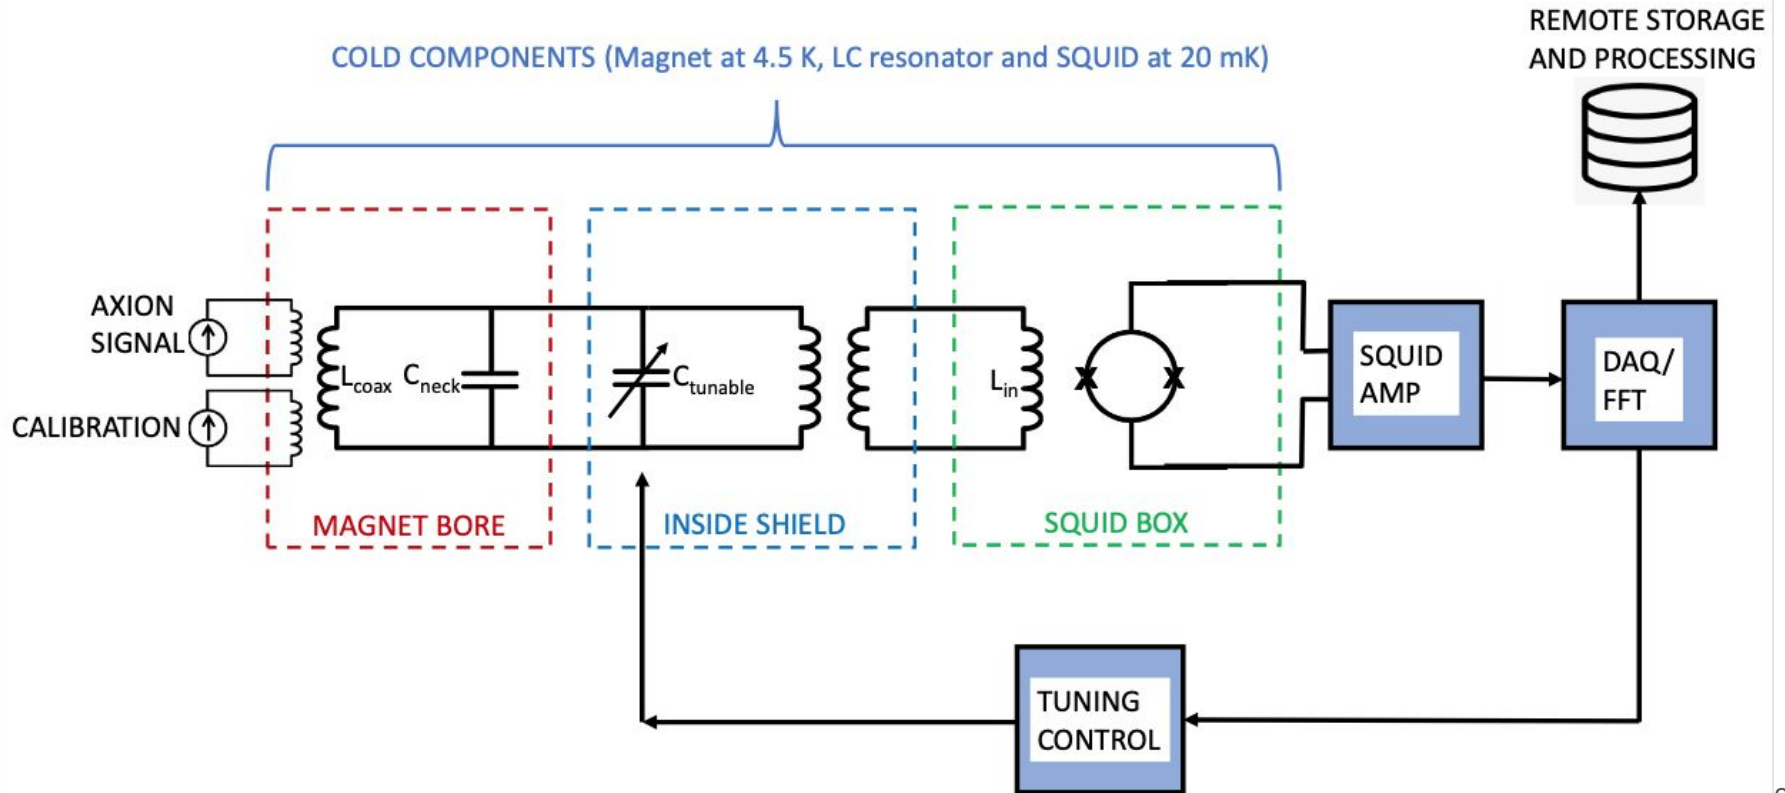 REMOTE STORAGE
AND PROCESSING
COLD COMPONENTS (Magnet at 4.5 K, LC resonator and SQUID at 20 mK)
AXION
SIGNAL
CALIBRATION
Lcoax
Cneck
Ctunable
Lin
SQUID
AMP
DAQ/
FFT
MAGNET BORE
INSIDE SHIELD
SQUID BOX
TUNING
CONTROL